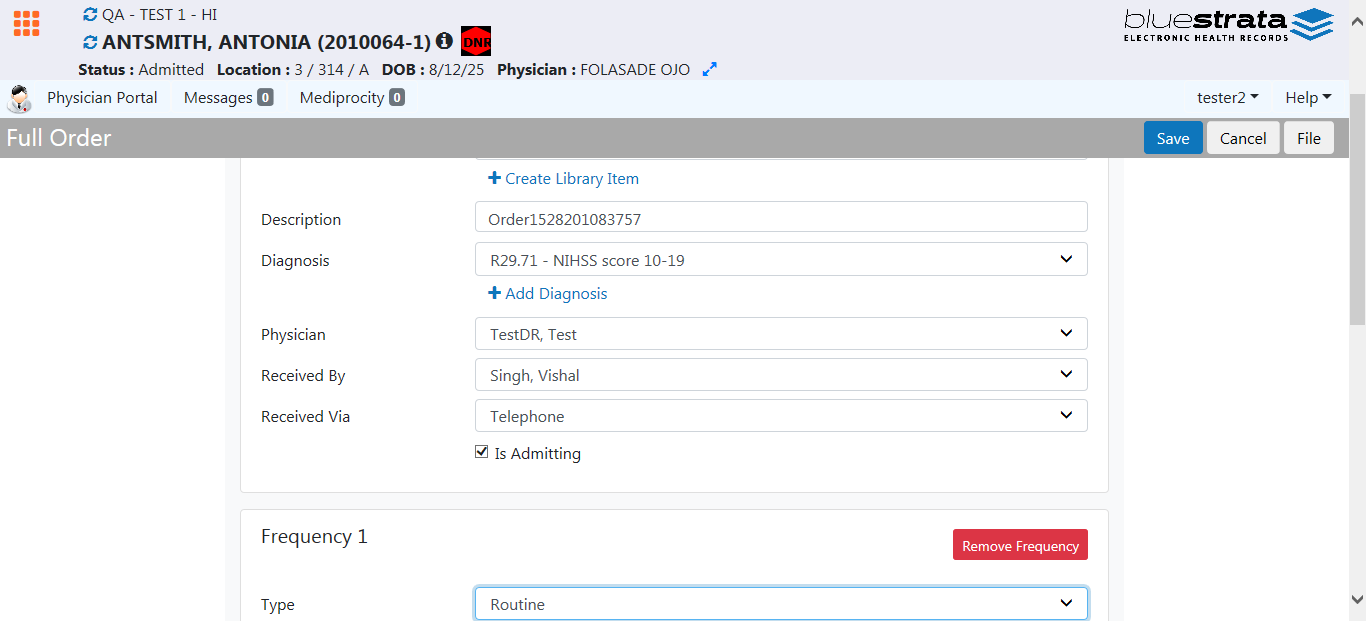 QA - TEST 1 - HI
ANTSMITH, ANTONIA (2010064-1) DNR
Status : Admitted Location : 3 / 314 / A DOB : 8/12/25 Physician : FOLASADE OJO
bluestrata
ELECTRONIC HEALTH RECORDS
Physician Portal Messages 0 Mediprocity 0 tester2 Help
Full Order Save Cancel File
Create Library Item
Description Order1528201083757
Diagnosis R29.71 - NIHSS score 10-19
Add Diagnosis
Physician TestDR, Test
Received By Singh, Vishal
Received Via Telephone
Is Admitting
Frequency 1 Remove Frequency
Type Routine